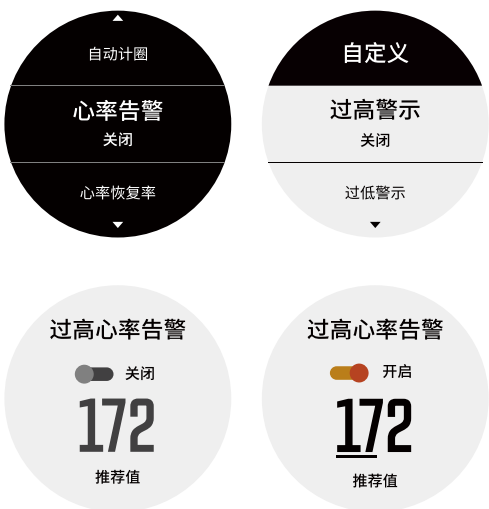 自动计圈
心率告警
关闭
心率恢复率
自定义
过高警示
关闭
过低警示
过高心率告警
关闭
172
推荐值
过高心率告警
开启
172
推荐值